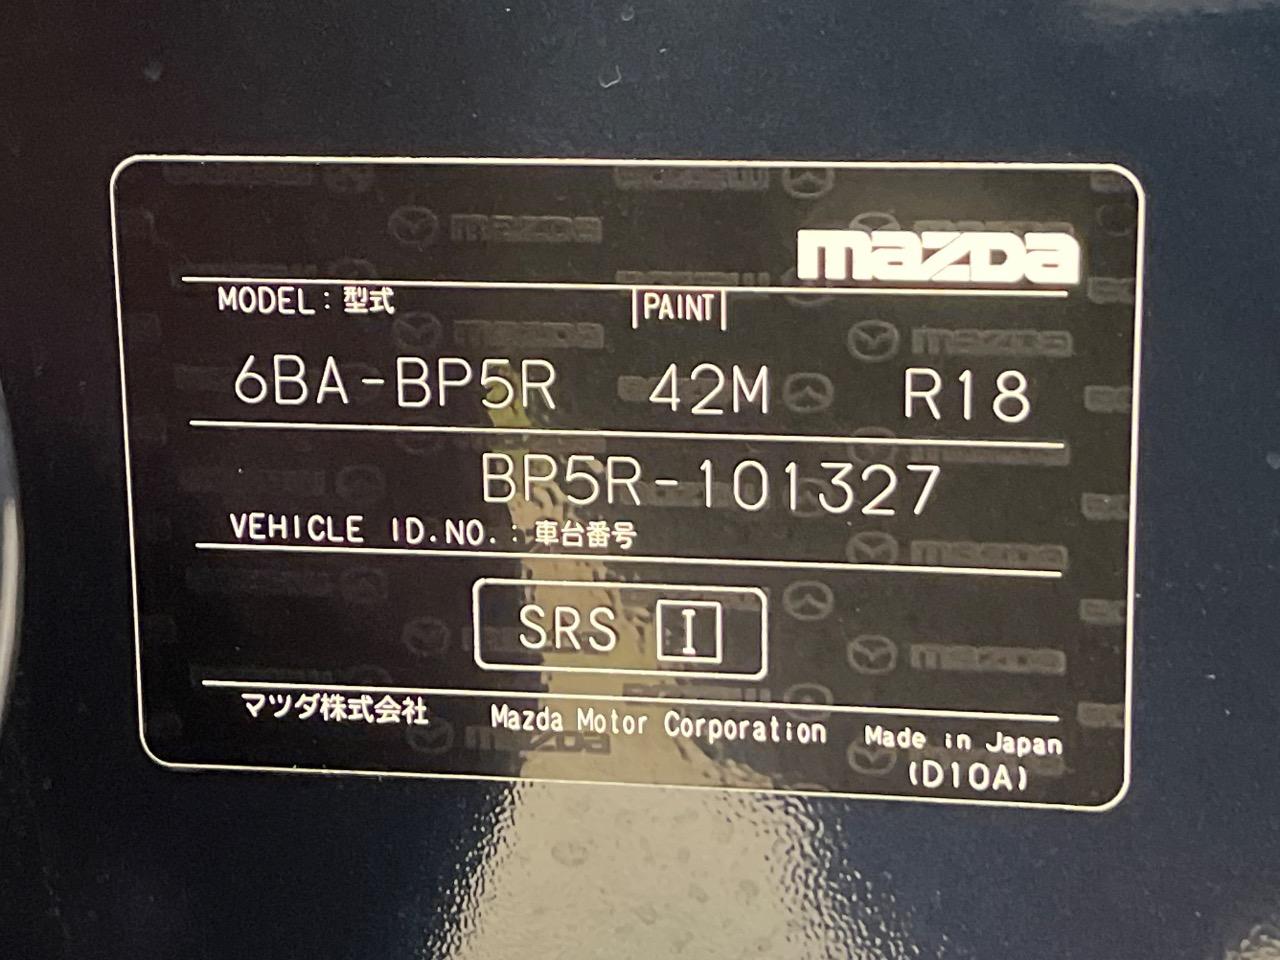 mazda
MODEL : 型式 PAINT
6BA-BP5R 42M R18
BP5R-101327
VEHICLE ID.NO. : 車台番号
SRS I
マツダ株式会社 Mazda Motor Corporation Made in Japan
(D10A)